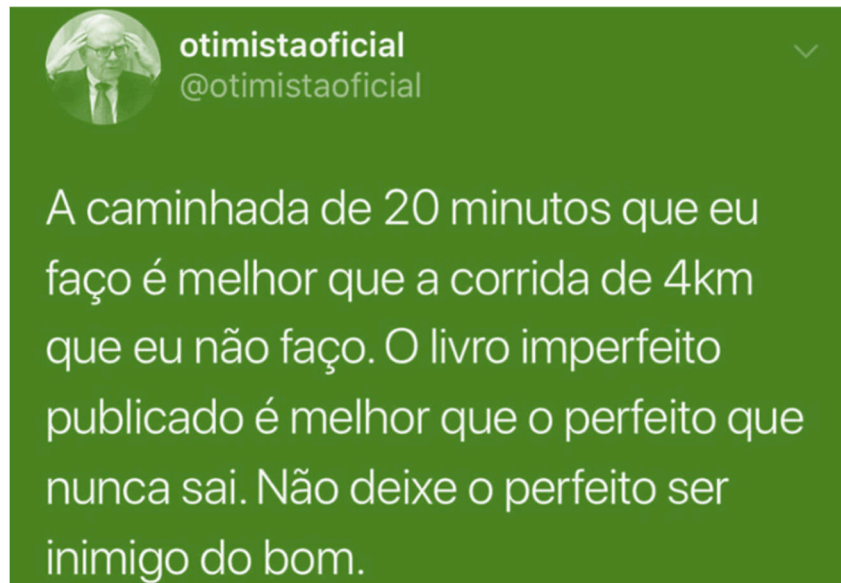 otimistaoficial
@otimistaoficial
A caminhada de 20 minutos que eu
faço é melhor que a corrida de 4km
que eu não faço. O livro imperfeito
publicado é melhor que o perfeito que
nunca sai. Não deixe o perfeito ser
inimigo do bom.